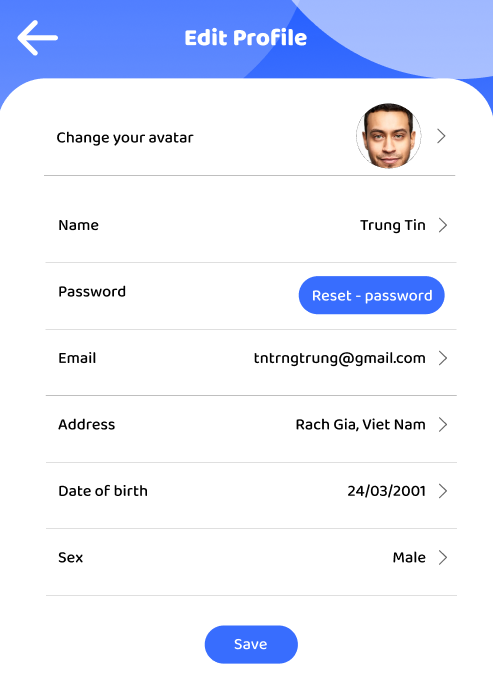 Edit Profile
Change your avatar
Name Trung Tin
Password Reset - password
Email tntrngtrung@gmail.com
Address Rach Gia, Viet Nam
Date of birth 24/03/2001
Sex Male
Save